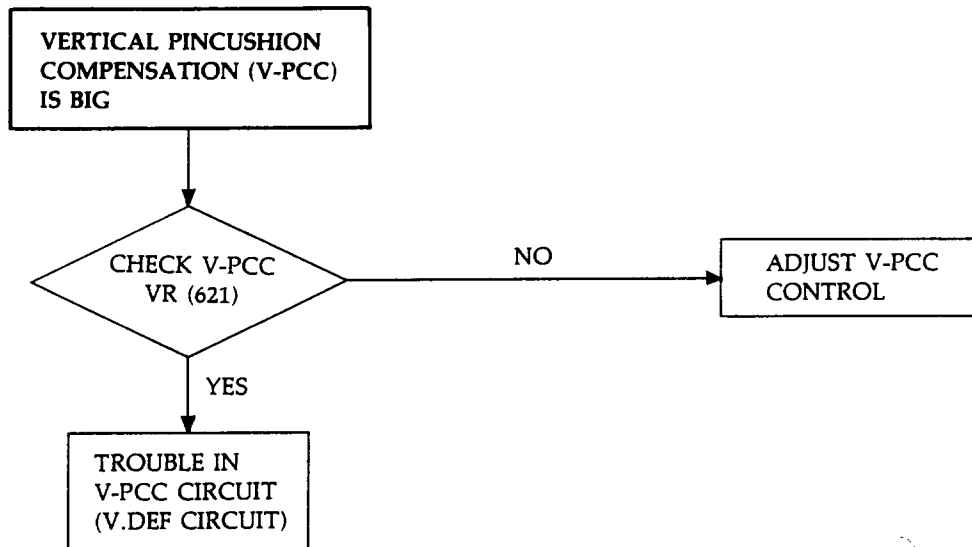 VERTICAL PINCUSHION
COMPENSATION (V-PCC)
IS BIG
CHECK V-PCC
VR (621)
NO
ADJUST V-PCC
CONTROL
YES
TROUBLE IN
V-PCC CIRCUIT
(V.DEF CIRCUIT)